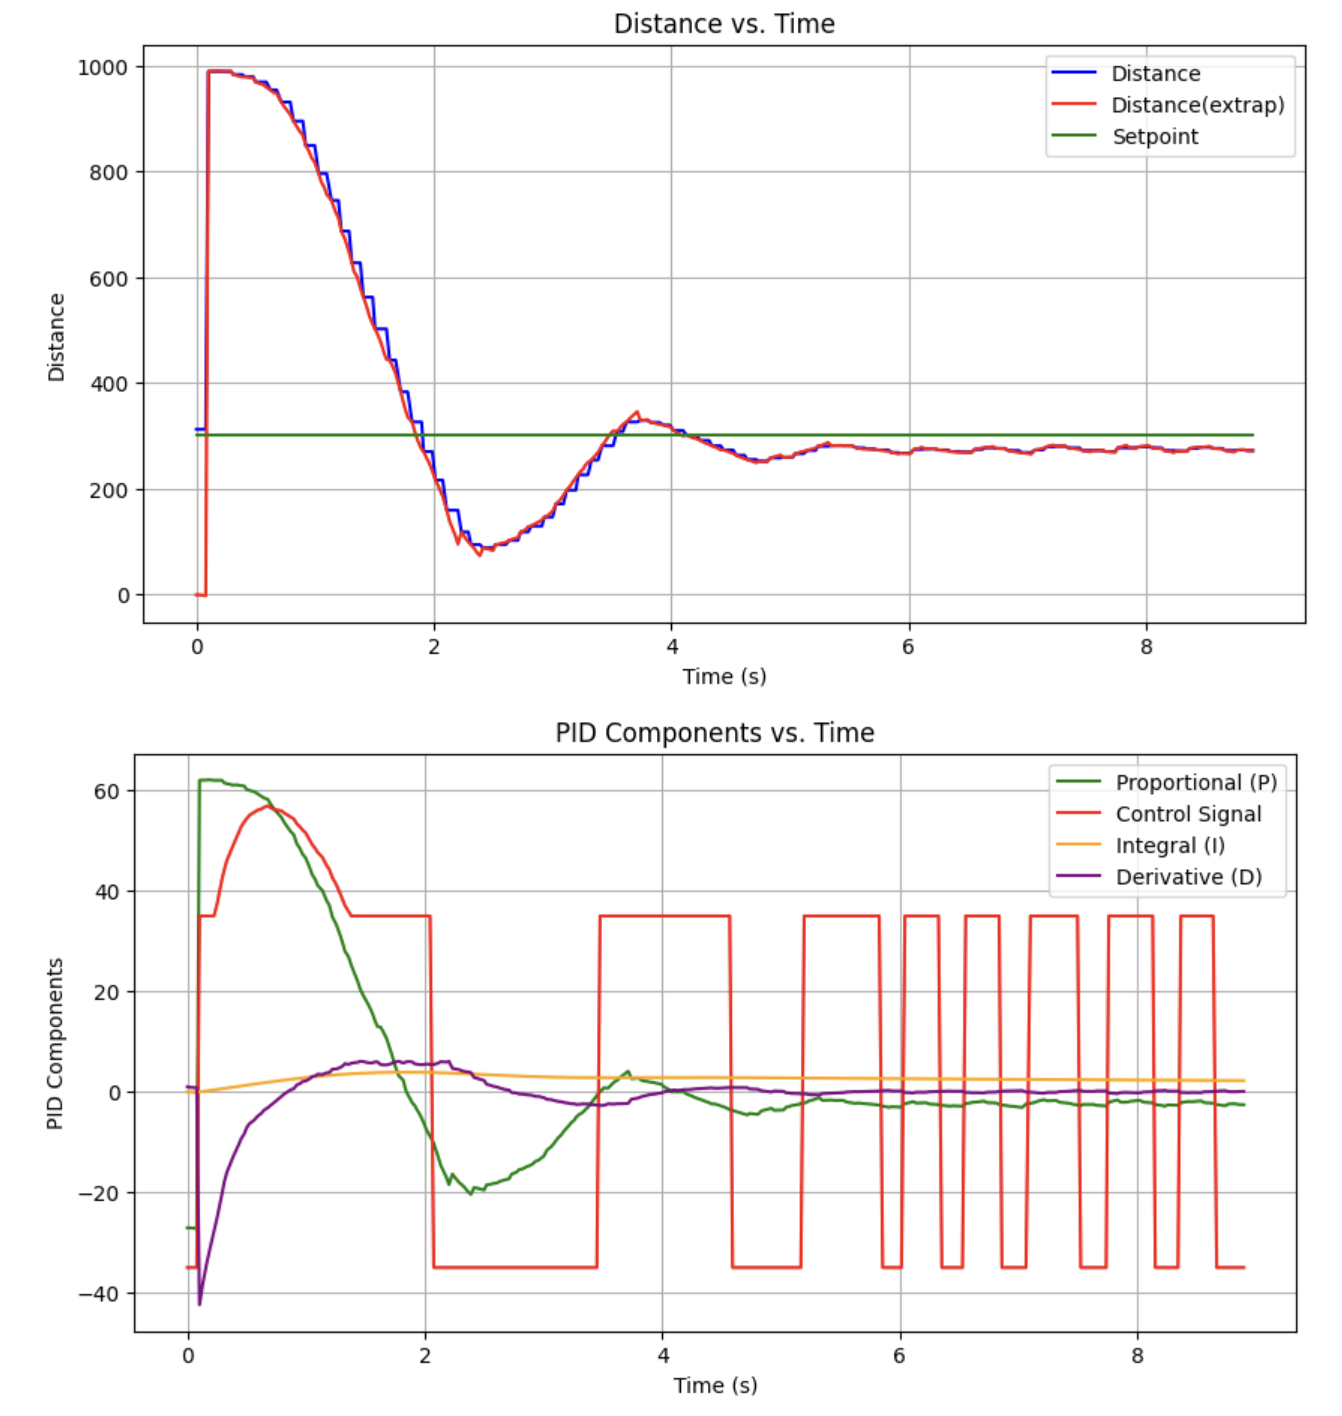 Distance vs. Time
1000
800
600
400
200
0
Distance
Distance
Distance(extrap)
Setpoint
0 2 4 6 8
Time (s)
PID Components vs. Time
60
40
20
0
−20
−40
PID Components
Proportional (P)
Control Signal
Integral (I)
Derivative (D)
0 2 4 6 8
Time (s)